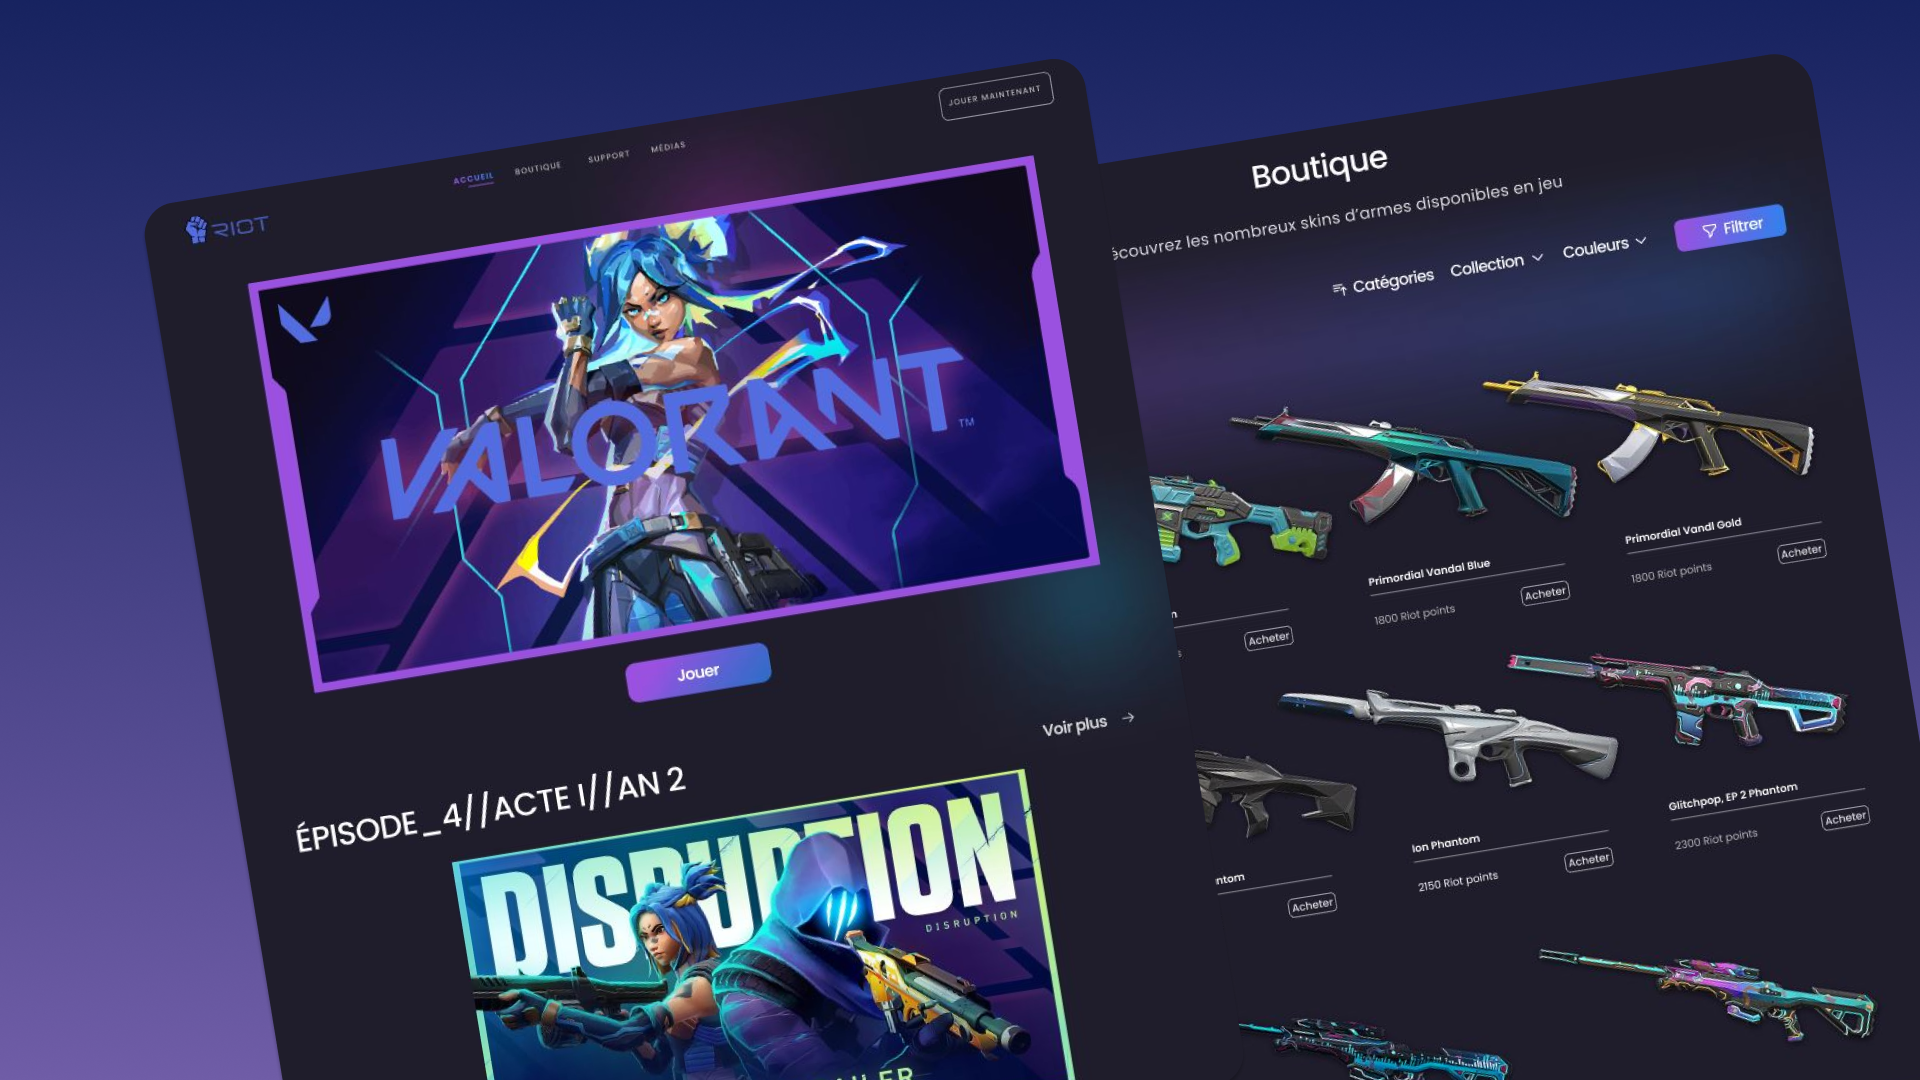 RIOT
ACCUEIL
BOUTIQUE
SUPPORT
MÉDIAS
JOUER MAINTENANT
VALORANT™
Jouer
Voir plus
ÉPISODE_4//ACTE I//AN 2
DISRUPTION
DISRUPTION
Boutique
écouvrez les nombreux skins d'armes disponibles en jeu
Catégories
Collection
Couleurs
Filtrer
Acheter
Primordial Vandal Blue
1800 Riot points
Acheter
Primordial Vandl Gold
1800 Riot points
Acheter
ntom
Acheter
Ion Phantom
2150 Riot points
Acheter
Glitchpop, EP 2 Phantom
2300 Riot points
Acheter